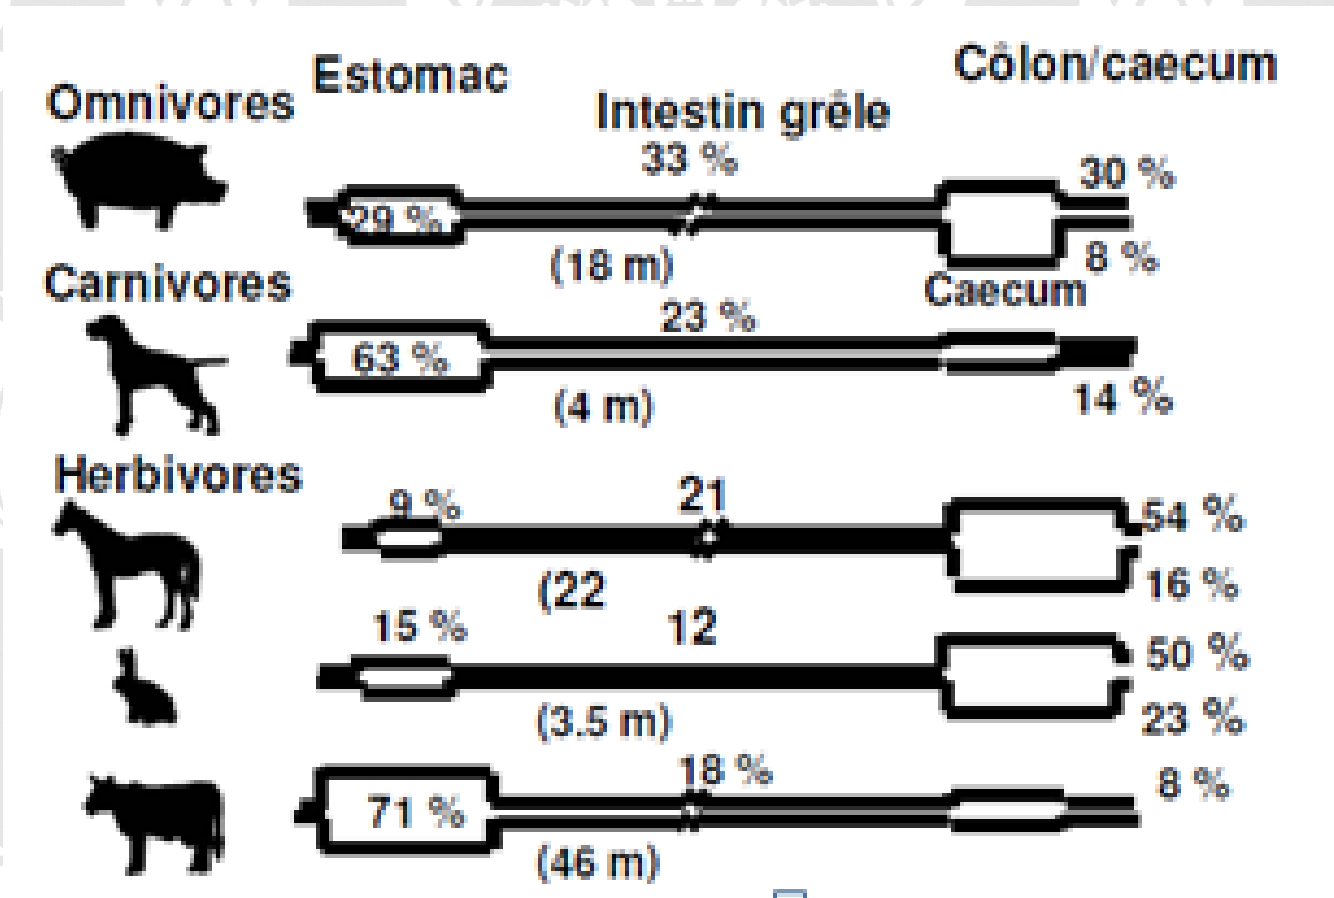 Estomac
Côlon/caecum
Omnivores
Intestin grêle
33 %
30 %
29 %
8 %
(18 m)
Carnivores
Caecum
23 %
63 %
14 %
(4 m)
Herbivores
9 %
21
54 %
(22
16 %
15 %
12
50 %
(3.5 m)
23 %
18 %
8 %
71 %
(46 m)